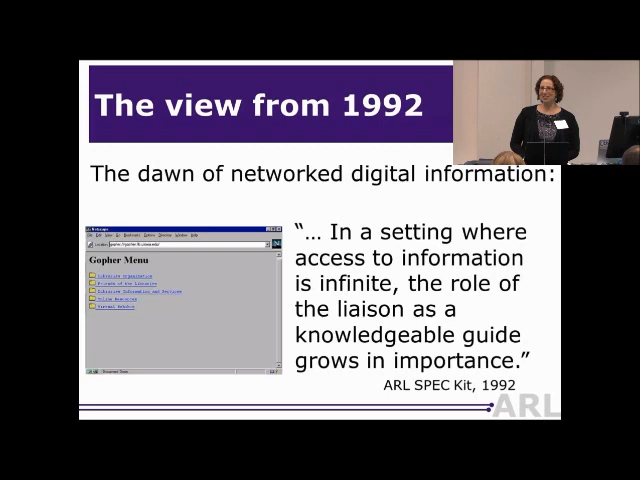 The view from 1992
The dawn of networked digital information:
Gopher Menu
“... In a setting where
access to information
is infinite, the role of
the liaison as a
knowledgeable guide
grows in importance.”
ARL SPEC Kit, 1992
ARL